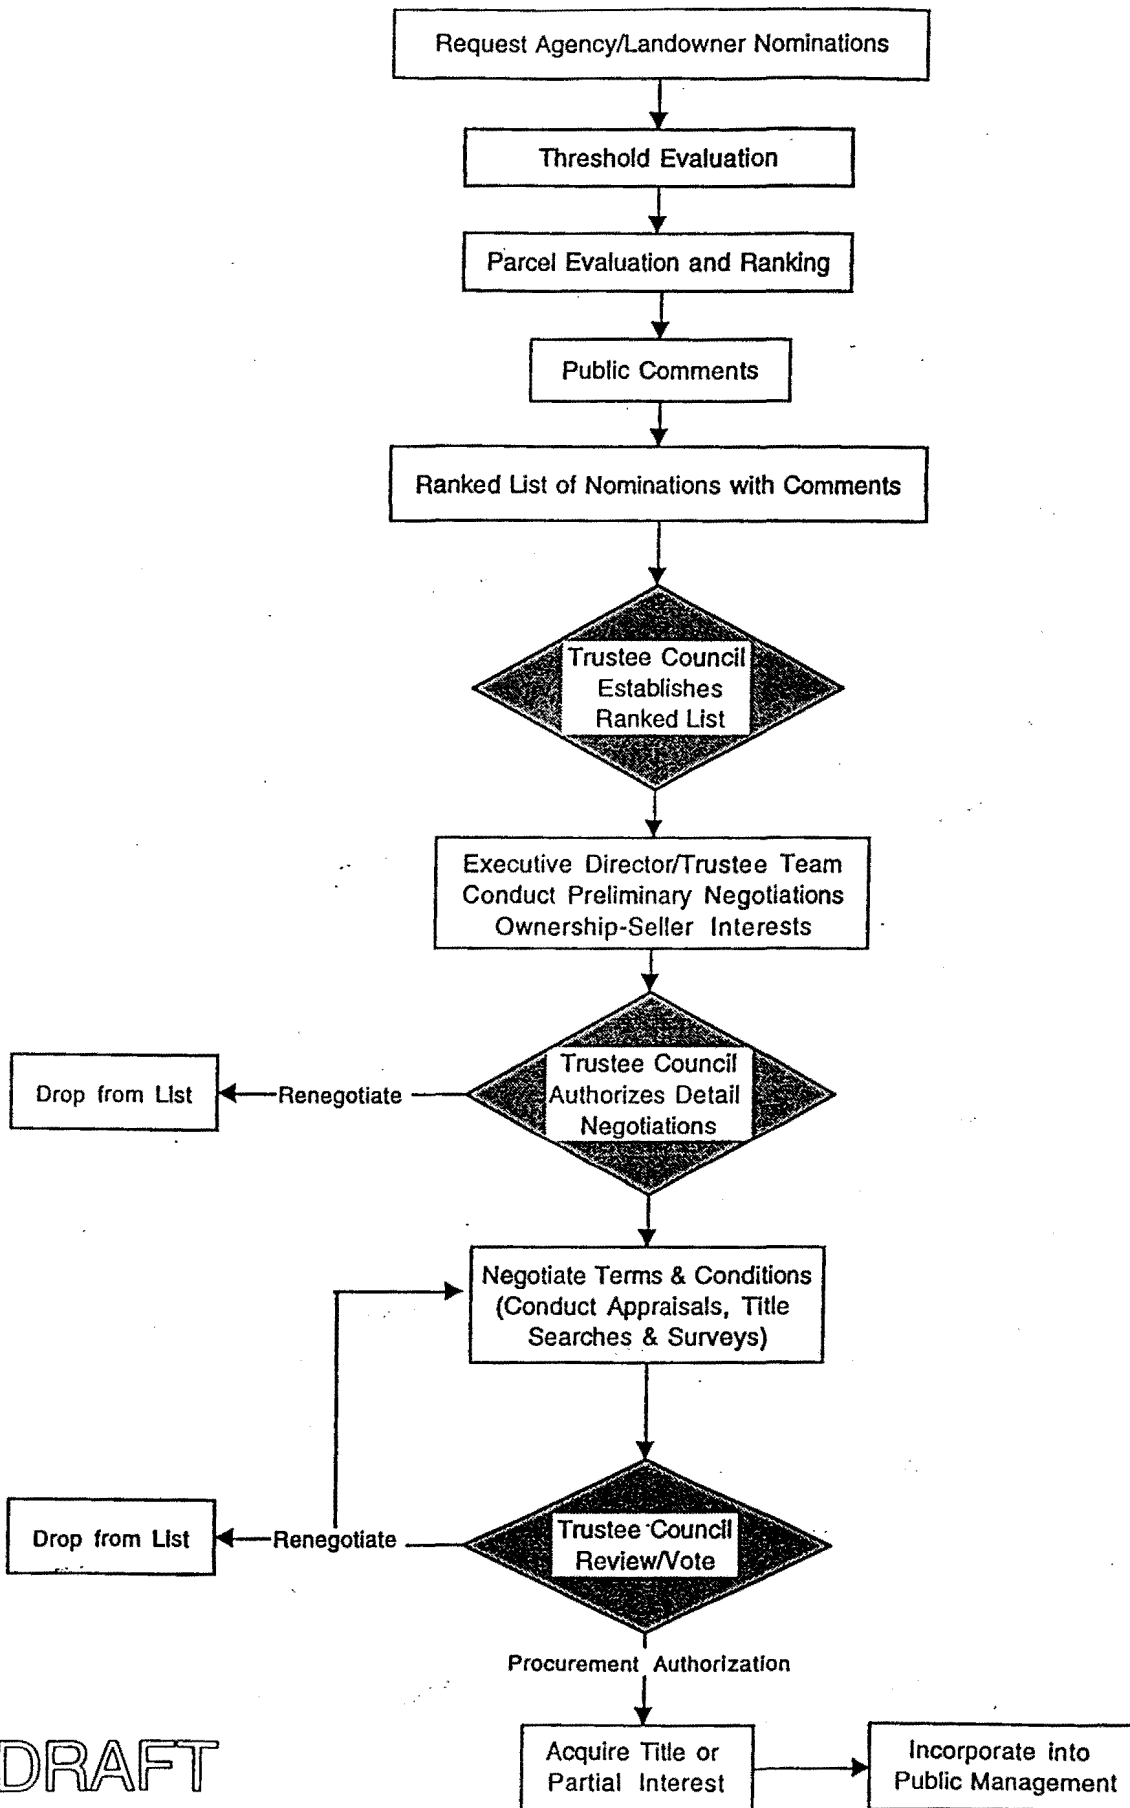 Request Agency/Landowner Nominations
Threshold Evaluation
Parcel Evaluation and Ranking
Public Comments
Ranked List of Nominations with Comments
Trustee Council
Establishes
Ranked List
Executive Director/Trustee Team
Conduct Preliminary Negotiations
Ownership-Seller Interests
Trustee Council
Authorizes Detail
Negotiations
Renegotiate
Drop from List
Negotiate Terms & Conditions
(Conduct Appraisals, Title
Searches & Surveys)
Trustee Council
Review/Vote
Renegotiate
Drop from List
Procurement Authorization
Acquire Title or
Partial Interest
Incorporate into
Public Management
DRAFT